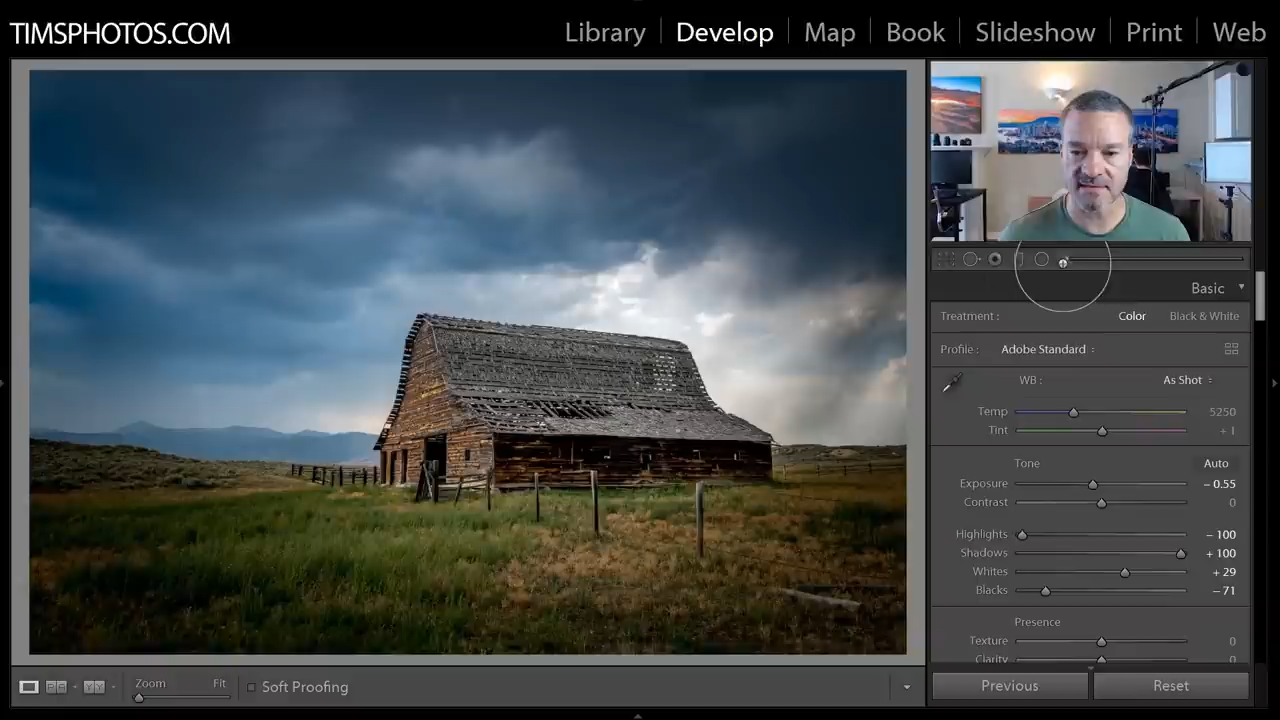 TIMSPHOTOS.COM
Library Develop Map Book Slideshow Print Web
Basic
Treatment : Color Black & White
Profile : Adobe Standard
WB : As Shot
Temp 5250
Tint + 1
Tone Auto
Exposure – 0.55
Contrast 0
Highlights – 100
Shadows + 100
Whites + 29
Blacks – 71
Presence
Texture 0
Clarity 0
Zoom Fit Soft Proofing
Previous Reset